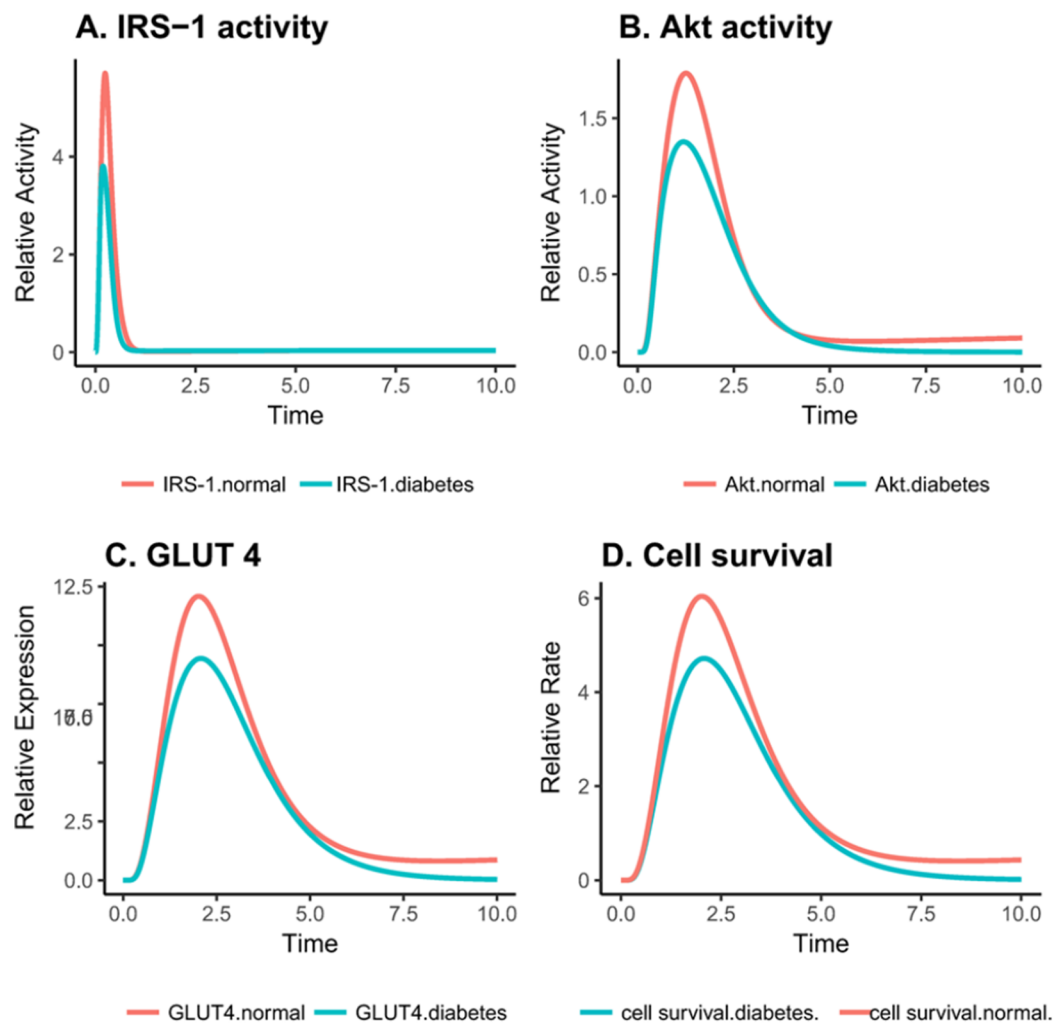 A. IRS−1 activity
Relative Activity
4
2
0
0.0 2.5 5.0 7.5 10.0
Time
IRS-1.normal IRS-1.diabetes
B. Akt activity
Relative Activity
1.5
1.0
0.5
0.0
0.0 2.5 5.0 7.5 10.0
Time
Akt.normal Akt.diabetes
C. GLUT 4
Relative Expression
12.5
2.5
0.0
0.0 2.5 5.0 7.5 10.0
Time
GLUT4.normal GLUT4.diabetes
D. Cell survival
Relative Rate
6
4
2
0
0.0 2.5 5.0 7.5 10.0
Time
cell survival.diabetes. cell survival.normal.